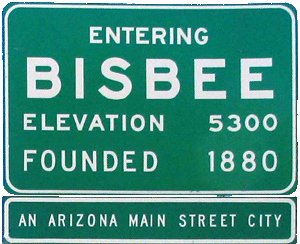 ENTERING
BISBEE
ELEVATION 5300
FOUNDED 1880
AN ARIZONA MAIN STREET CITY